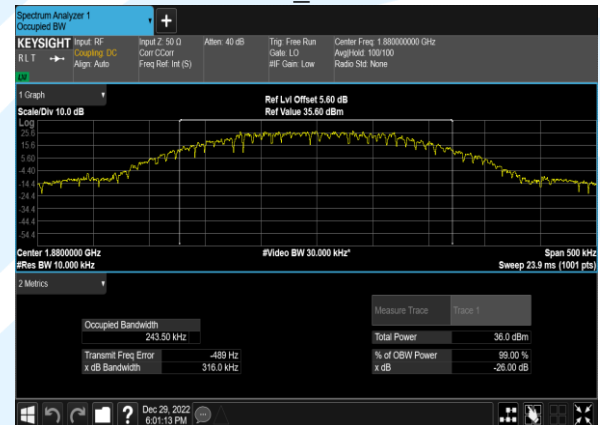 Spectrum Analyzer 1
Occupied BW
+
KEYSIGHT
RLT
Input: RF
Coupling: DC
Align: Auto
Input Z: 50 Ω
Corr CCorr
Freq Ref: Int (S)
Atten: 40 dB
Trig: Free Run
Gate: LO
#IF Gain: Low
Center Freq: 1.880000000 GHz
Avg|Hold: 100/100
Radio Std: None
1 Graph
Scale/Div 10.0 dB
Ref Lvl Offset 5.60 dB
Ref Value 35.60 dBm
Log
25.6
15.6
5.60
-4.40
-14.4
-24.4
-34.4
-44.4
-54.4
Center 1.8800000 GHz
#Video BW 30.000 kHz*
Span 500 kHz
#Res BW 10.000 kHz
Sweep 23.9 ms (1001 pts)
2 Metrics
Measure Trace
Trace 1
Occupied Bandwidth
243.50 kHz
Total Power
36.0 dBm
Transmit Freq Error
-489 Hz
% of OBW Power
99.00 %
x dB Bandwidth
316.0 kHz
x dB
-26.00 dB
?
Dec 29, 2022
6:01:13 PM